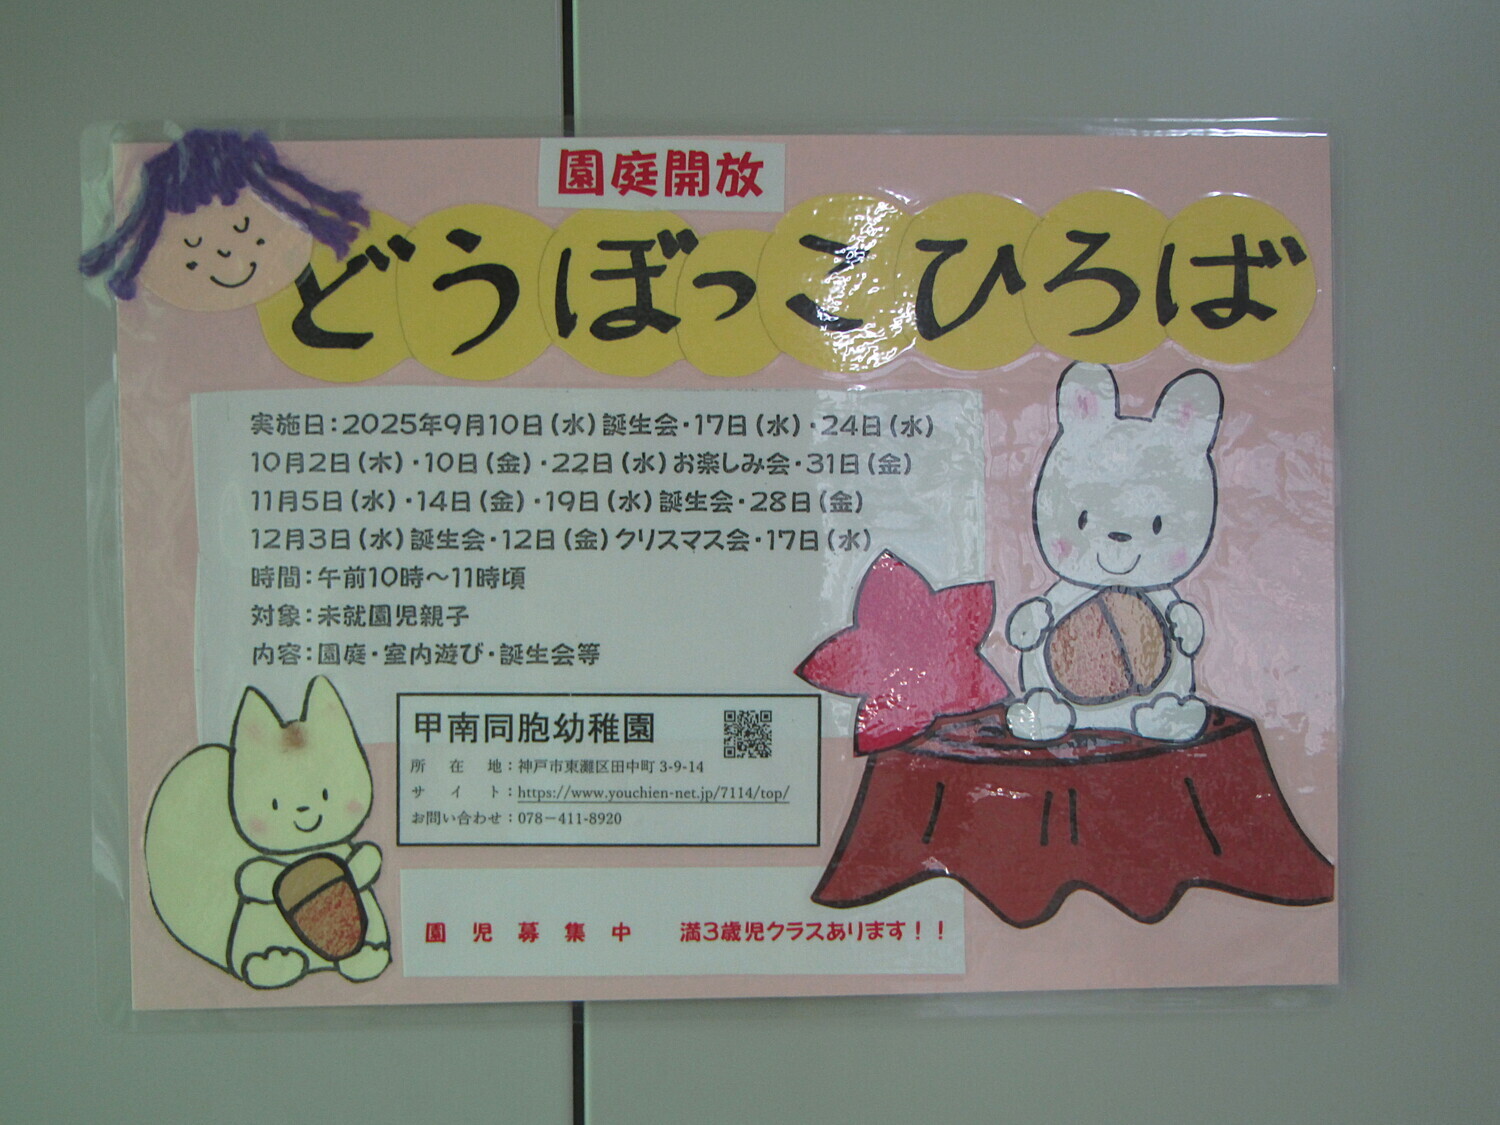 園庭開放
どうぼっこひろば
実施日：2025年9月10日（水）誕生会・17日（水）・24日（水）
10月2日（木）・10日（金）・22日（水）お楽しみ会・31日（金）
11月5日（水）・14日（金）・19日（水）誕生会・28日（金）
12月3日（水）誕生会・12日（金）クリスマス会・17日（水）
時間：午前10時～11時頃
対象：未就園児親子
内容：園庭・室内遊び・誕生会等
甲南同胞幼稚園
所在地：神戸市東灘区田中町3-9-14
サイト：https://www.youchien-net.jp/7114/top/
お問い合わせ：078－411-8920
園児募集中　満3歳児クラスあります！！